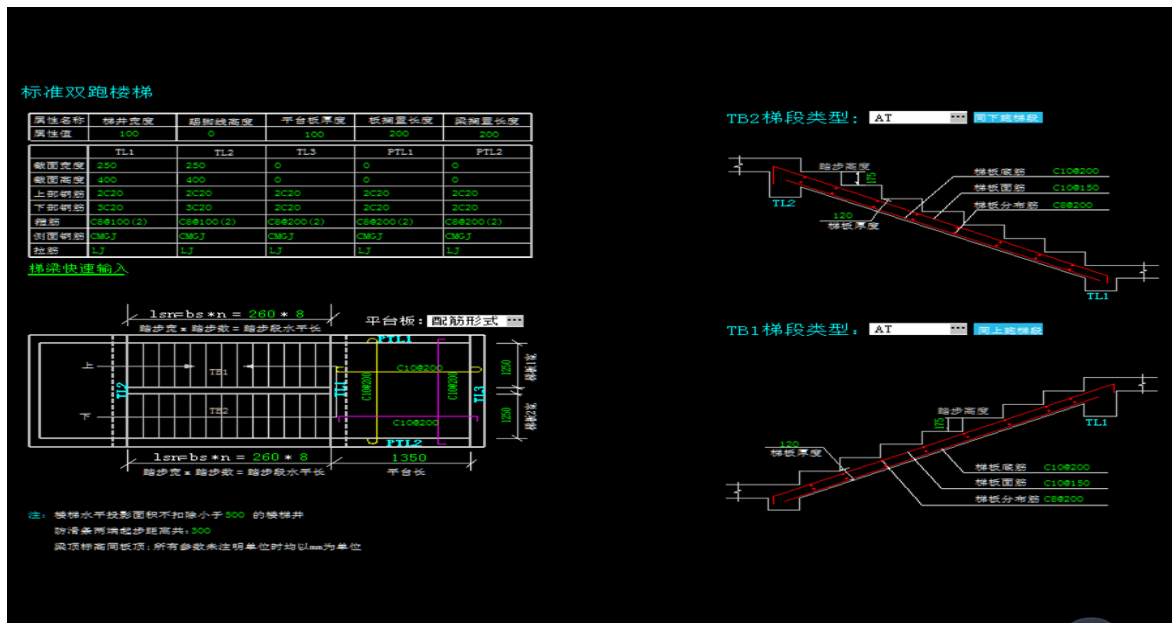 标准双跑楼梯
属性名称 梯井宽度 踢脚线高度 平台板厚度 板搁置长度 梁搁置长度
属性值 100 0 100 200 200
TL1 TL2 TL3 PTL1 PTL2
截面宽度 250 250 0 0 0
截面高度 400 400 0 0 0
上部钢筋 2C20 2C20 2C20 2C20 2C20
下部钢筋 3C20 3C20 2C20 2C20 2C20
箍筋 C8@100(2) C8@100(2) C8@200(2) C8@200(2) C8@200(2)
侧面钢筋 CMGJ CMGJ CMGJ CMGJ CMGJ
拉筋 LJ LJ LJ LJ LJ
梯梁快速输入
lsn=bs*n = 260 * 8
踏步宽 x 踏步数 = 踏步段水平长
平台板: 配筋形式 ...
PTL1
上
TB1
TL2
TL1
C10@200
C10@200
C10@200
TL3
1250
梯板1宽
下
TB2
C10@200
1250
梯板2宽
PTL2
lsn=bs*n = 260 * 8
踏步宽 x 踏步数 = 踏步段水平长
1350
平台长
注: 楼梯水平投影面积不扣除小于500 的楼梯井
防滑条两端起步距离共:300
梁顶标高同板顶;所有参数未注明单位时均以mm为单位
TB2梯段类型: AT ... 同下跑梯段
踏步高度
175
梯板底筋 C10@200
梯板面筋 C10@150
梯板分布筋 C8@200
TL2
120
梯板厚度
TL1
TB1梯段类型: AT ... 同上跑梯段
踏步高度
175
TL1
120
梯板厚度
梯板底筋 C10@200
梯板面筋 C10@150
梯板分布筋 C8@200